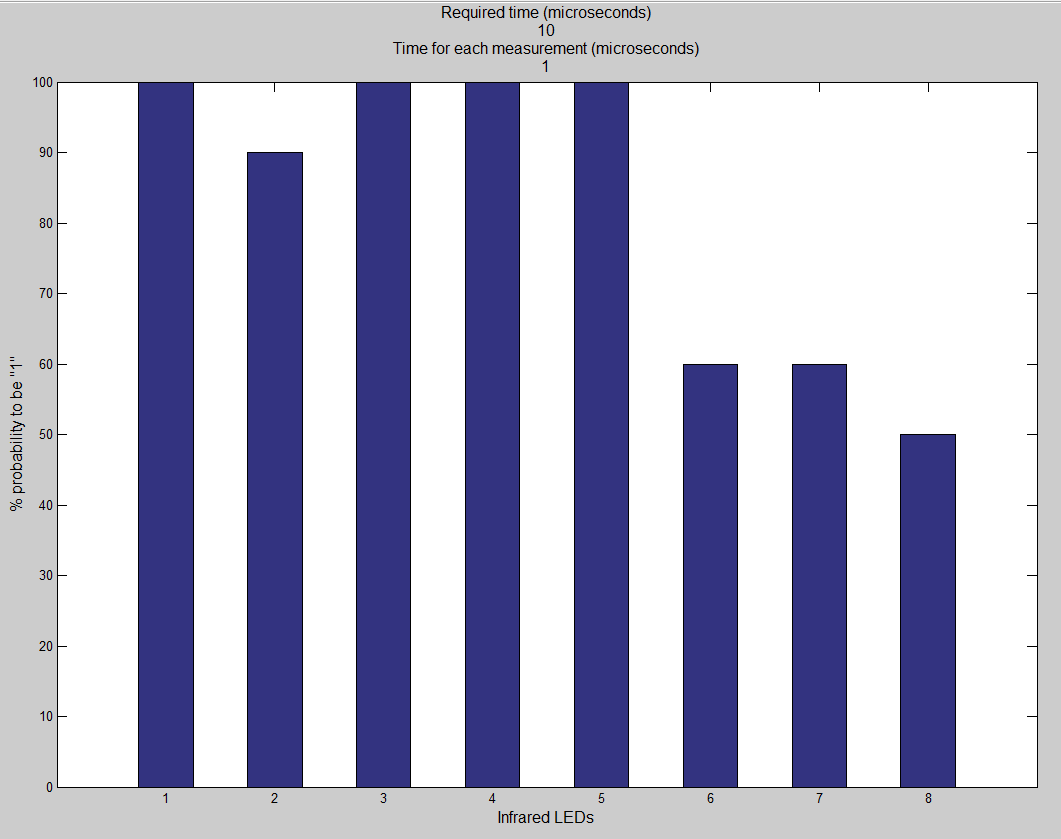 Required time (microseconds)
10
Time for each measurement (microseconds)
1
100
90
80
70
60
50
40
30
20
10
0
% probability to be "1"
1 2 3 4 5 6 7 8
Infrared LEDs